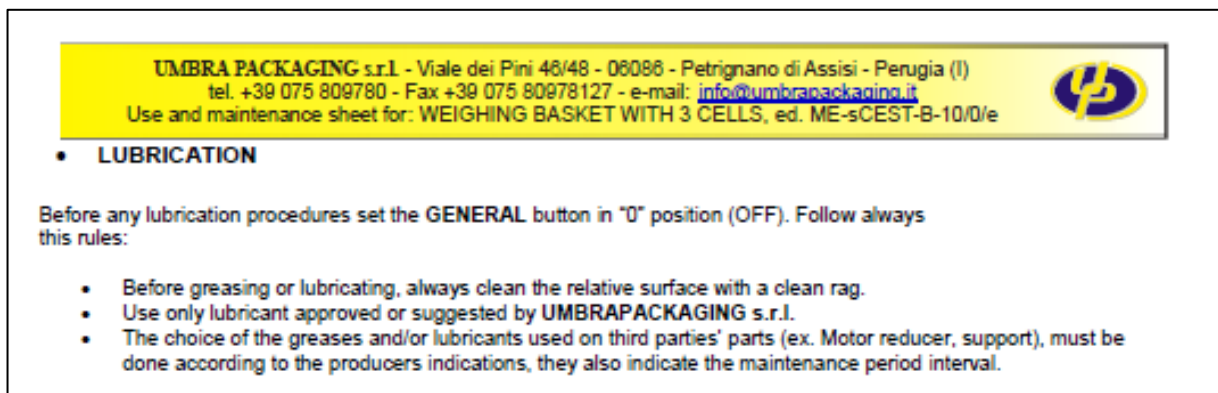 UMBRA PACKAGING s.r.l. - Viale dei Pini 46/48 - 06086 - Petrignano di Assisi - Perugia (I)
tel. +39 075 809780 - Fax +39 075 80978127 - e-mail: info@umbrapackaging.it
Use and maintenance sheet for: WEIGHING BASKET WITH 3 CELLS, ed. ME-sCEST-B-10/0/e
• LUBRICATION
Before any lubrication procedures set the GENERAL button in “0” position (OFF). Follow always
this rules:
• Before greasing or lubricating, always clean the relative surface with a clean rag.
• Use only lubricant approved or suggested by UMBRAPACKAGING s.r.l.
• The choice of the greases and/or lubricants used on third parties' parts (ex. Motor reducer, support), must be
done according to the producers indications, they also indicate the maintenance period interval.